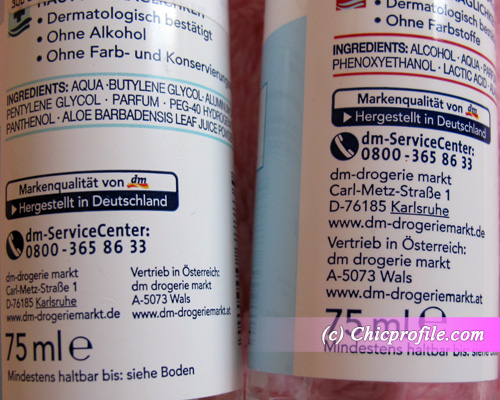 • Dermatologisch bestätigt
• Ohne Alkohol
• Ohne Farb- und Konservierung
INGREDIENTS: AQUA · BUTYLENE GLYCOL · ALUMIN
PENTYLENE GLYCOL · PARFUM · PEG-40 HYDROGE
PANTHENOL · ALOE BARBADENSIS LEAF JUICE POWD
Markenqualität von dm
Hergestellt in Deutschland
dm-ServiceCenter:
0800 - 365 86 33
dm-drogerie markt
Carl-Metz-Straße 1
D-76185 Karlsruhe
www.dm-drogeriemarkt.de
Vertrieb in Österreich:
dm drogerie markt
A-5073 Wals
www.dm-drogeriemarkt.at
75 ml e
Mindestens haltbar bis: siehe Boden
• Dermatologisch bestä
• Ohne Farbstoffe
INGREDIENTS: ALCOHOL · AQUA · PA
PHENOXYETHANOL · LACTIC ACID ·
Markenqualität von dm
Hergestellt in Deutschland
dm-ServiceCenter:
0800 - 365 86 33
dm-drogerie markt
Carl-Metz-Straße 1
D-76185 Karlsruhe
www.dm-drogeriemarkt.de
Vertrieb in Österreich:
dm drogerie markt
A-5073 Wals
www.dm-drogeriemarkt.at
75 ml e
(c) Chicprofile.com
Mindestens haltbar bis: siehe B